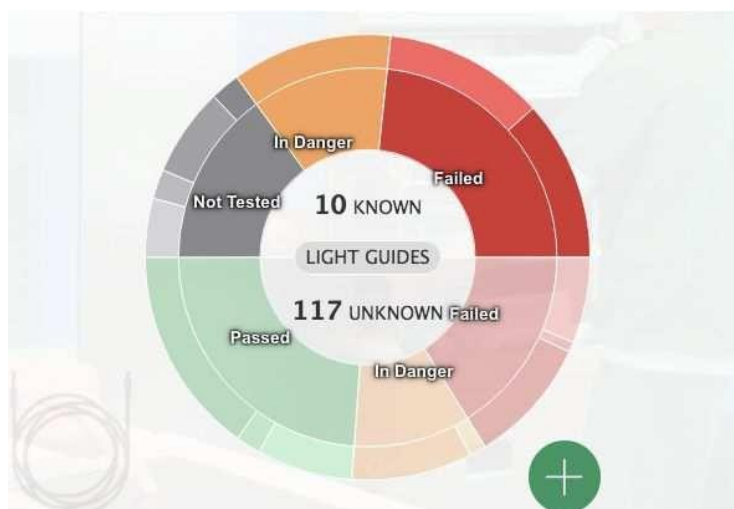 In Danger
Failed
Not Tested
10 KNOWN
LIGHT GUIDES
117 UNKNOWN
Failed
Passed
In Danger